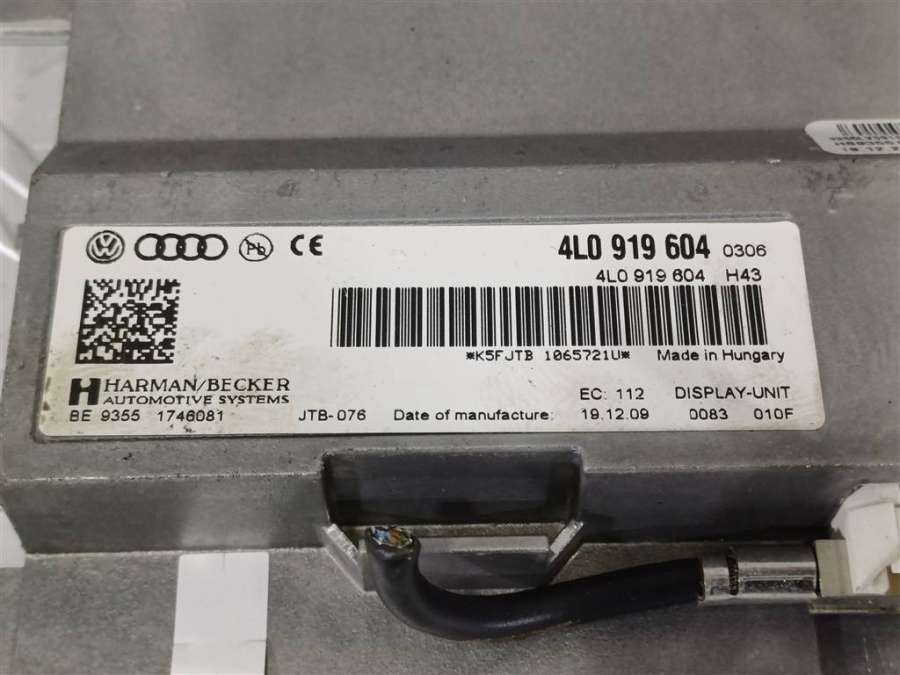 Pb CE 4L0 919 604 0306
4L0 919 604 H43
*K5FJTB 1065721U* Made in Hungary
HARMAN/BECKER
AUTOMOTIVE SYSTEMS
EC: 112 DISPLAY-UNIT
BE 9355 1746081 JTB-076 Date of manufacture: 19.12.09 0083 010F